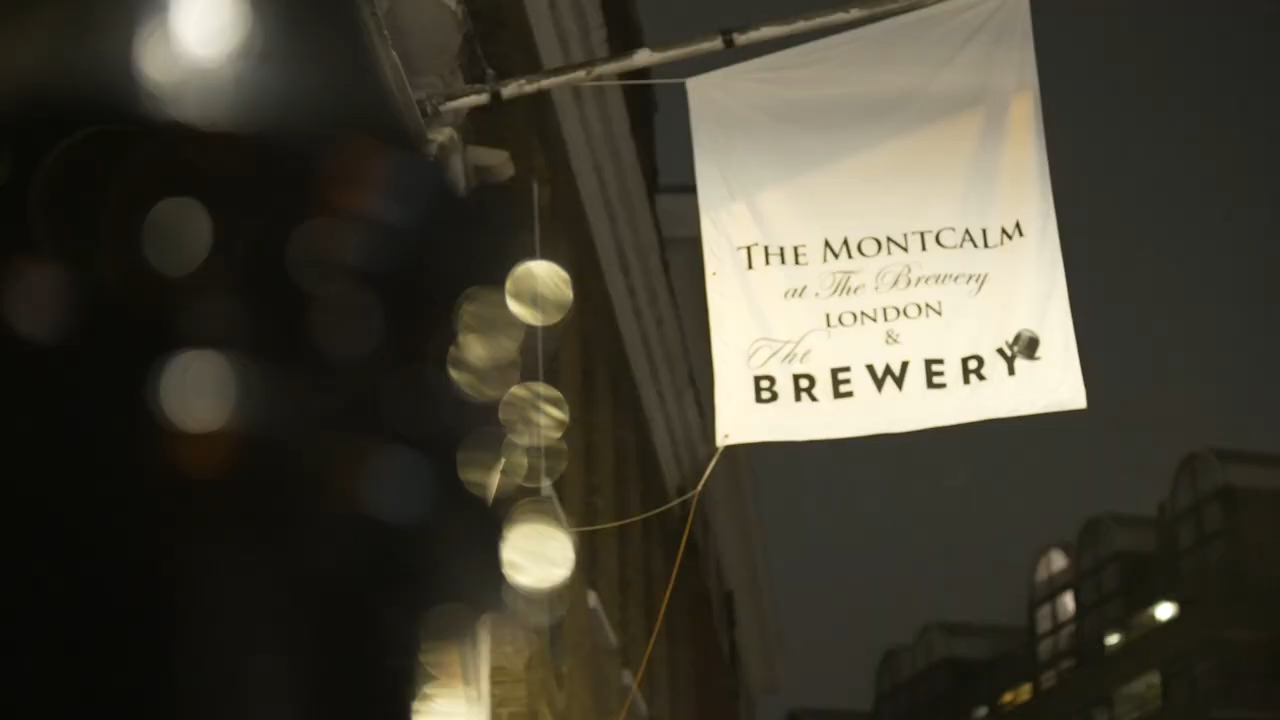 THE MONTCALM
at The Brewery
LONDON
&
The
BREWERY